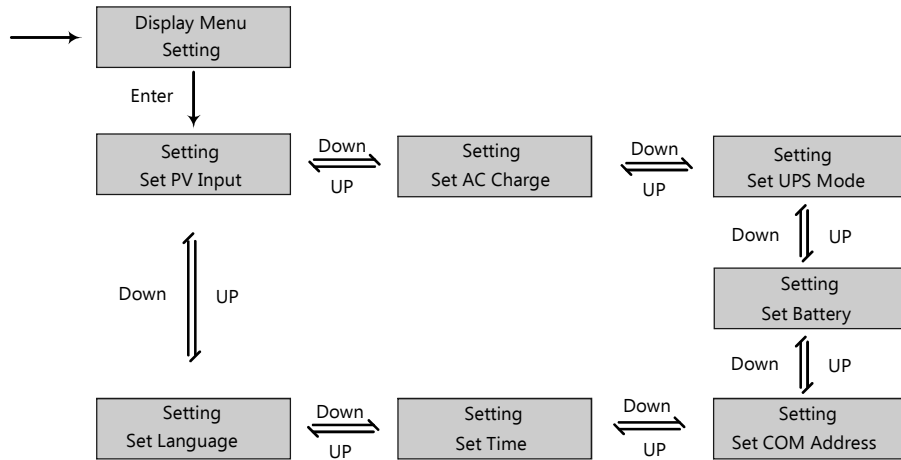 Display Menu
Setting
Enter
Setting
Set PV Input
Down
UP
Setting
Set AC Charge
Down
UP
Setting
Set UPS Mode
Down
UP
Setting
Set Battery
Down
UP
Down
UP
Setting
Set Language
Down
UP
Setting
Set Time
Down
UP
Setting
Set COM Address